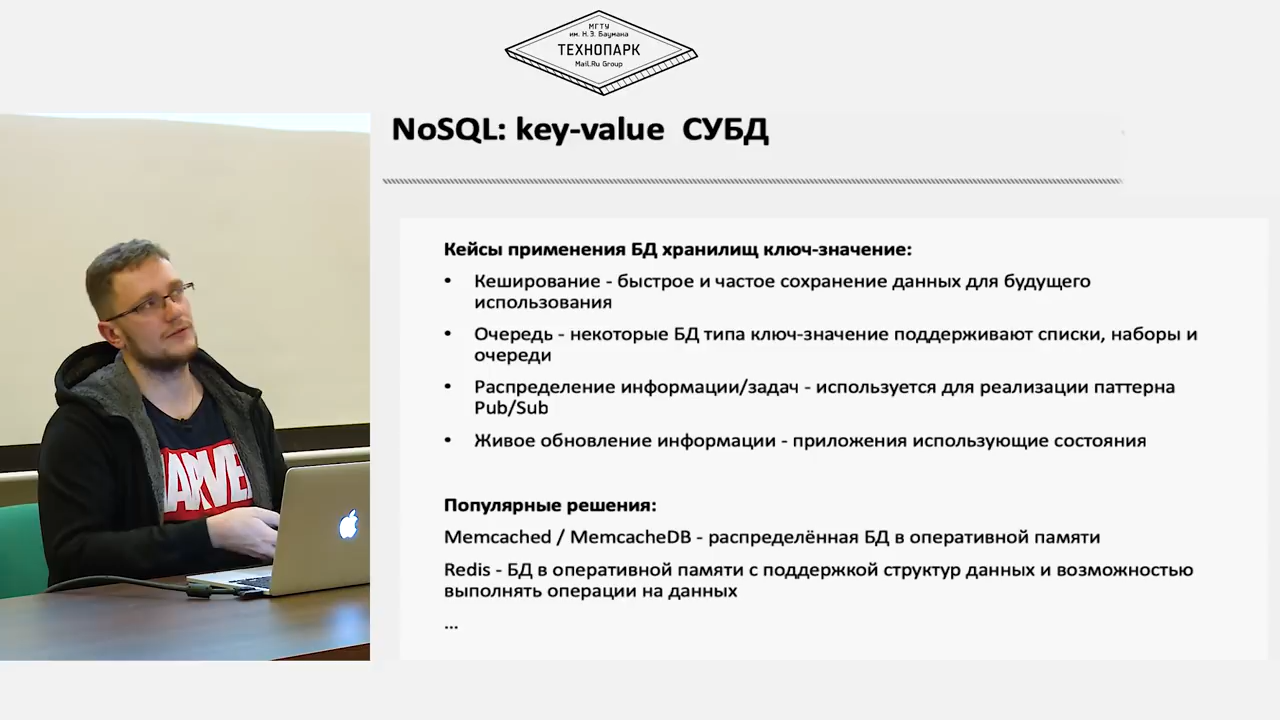 МГТУ
им. Н.Э. Баумана
ТЕХНОПАРК
Mail.Ru Group
NoSQL: key-value СУБД
Кейсы применения БД хранилищ ключ-значение:
• Кеширование - быстрое и частое сохранение данных для будущего
использования
• Очередь - некоторые БД типа ключ-значение поддерживают списки, наборы и
очереди
• Распределение информации/задач - используется для реализации паттерна
Pub/Sub
• Живое обновление информации - приложения использующие состояния
Популярные решения:
Memcached / MemcacheDB - распределённая БД в оперативной памяти
Redis - БД в оперативной памяти с поддержкой структур данных и возможностью
выполнять операции на данных
...
MARVEL